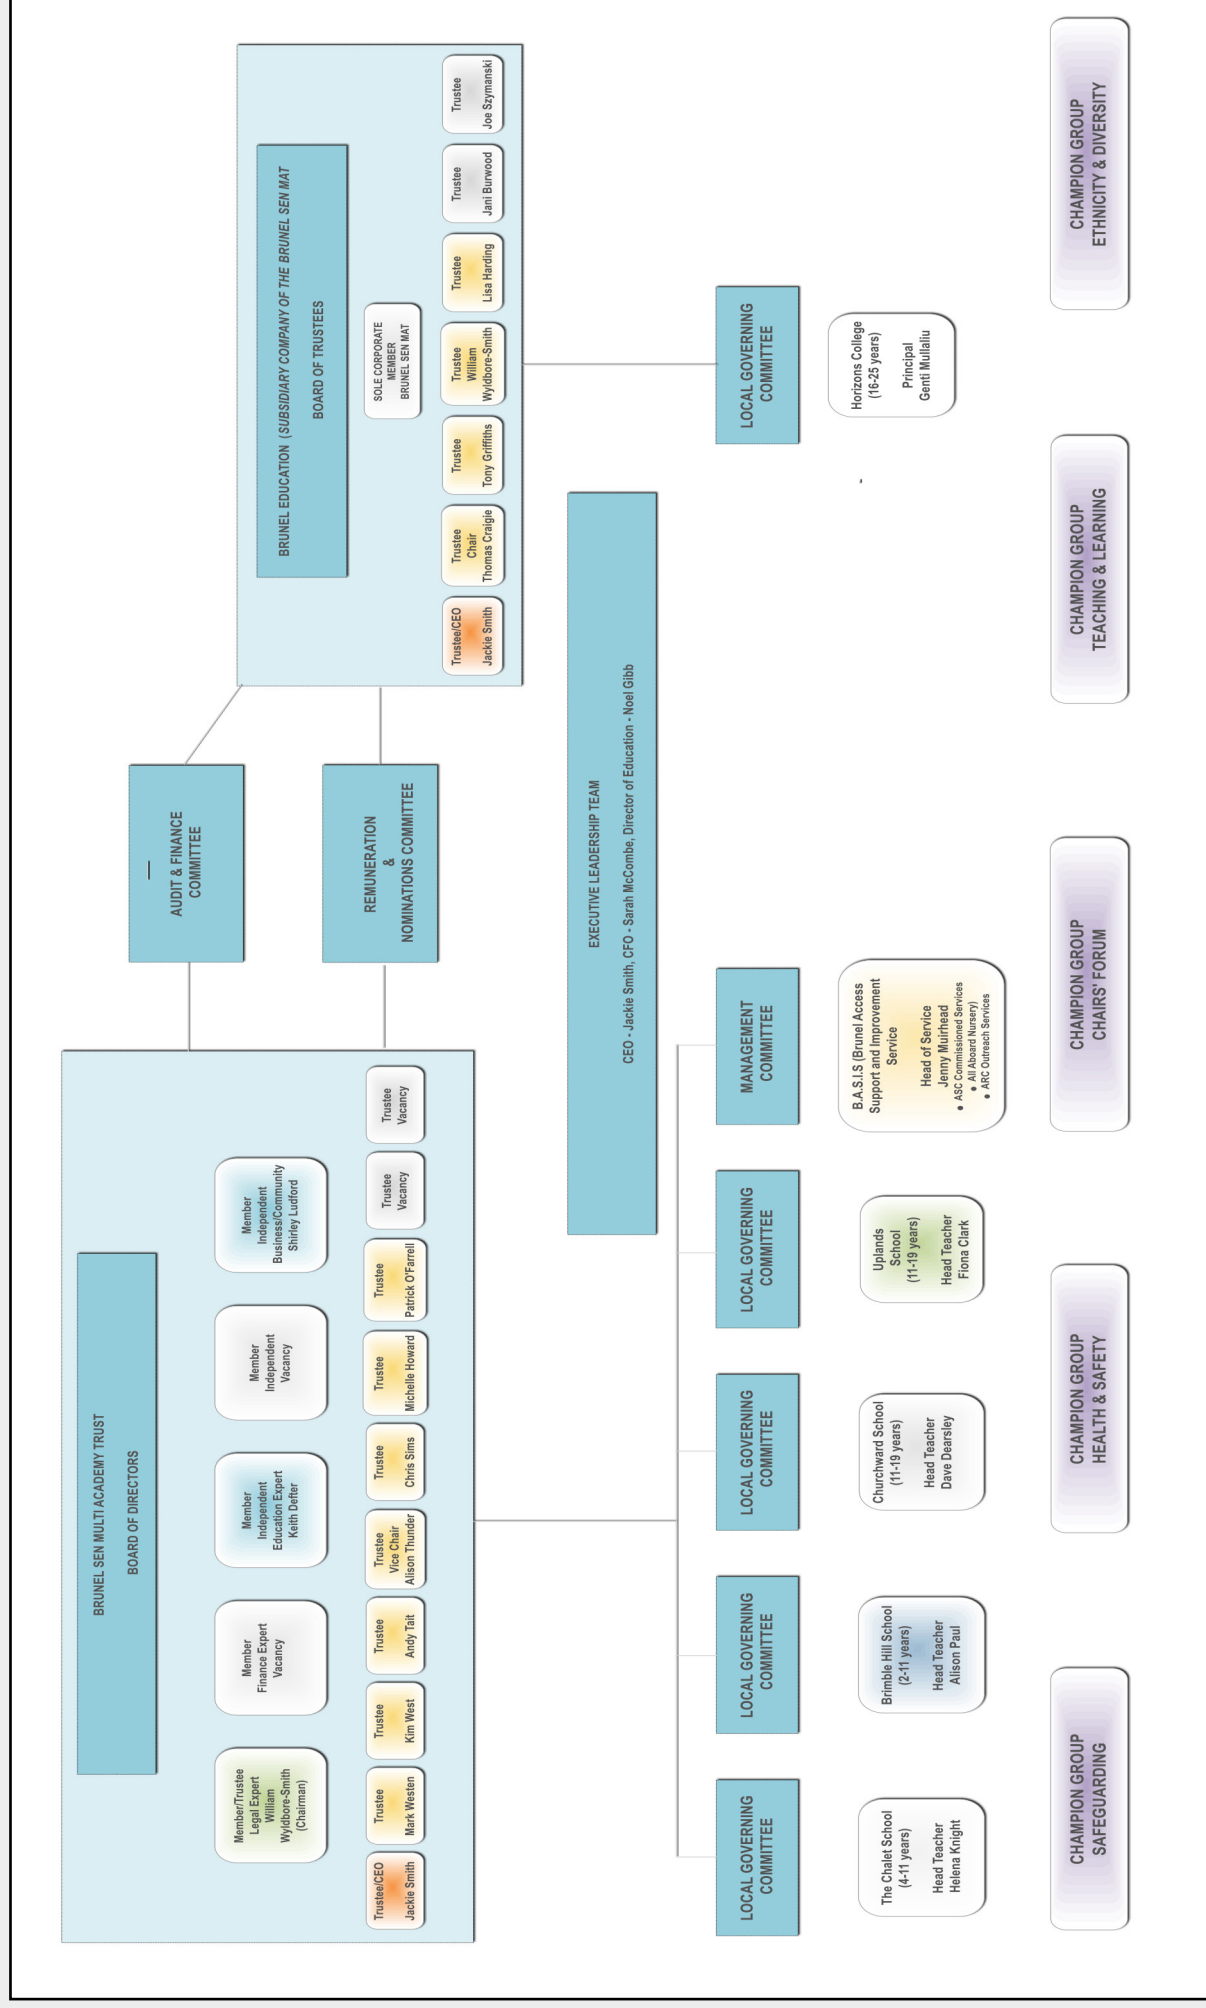 BRUNEL SEN MULTI ACADEMY TRUST
BOARD OF DIRECTORS
Member/Trustee
Legal Expert
William
Wyldbore-Smith
(Chairman)
Member
Finance Expert
Vacancy
Member
Independent
Education Expert
Keith Defter
Member
Independent
Vacancy
Member
Independent
Business/Community
Shirley Ludford
Trustee/CEO
Jackie Smith
Trustee
Mark Westen
Trustee
Kim West
Trustee
Andy Tait
Trustee
Vice Chair
Alison Thunder
Trustee
Chris Sims
Trustee
Michelle Howard
Trustee
Patrick O'Farrell
Trustee
Vacancy
Trustee
Vacancy
AUDIT & FINANCE
COMMITTEE
REMUNERATION
&
NOMINATIONS COMMITTEE
BRUNEL EDUCATION (SUBSIDIARY COMPANY OF THE BRUNEL SEN MAT
BOARD OF TRUSTEES
SOLE CORPORATE
MEMBER
BRUNEL SEN MAT
Trustee/CEO
Jackie Smith
Trustee
Chair
Thomas Craigie
Trustee
Tony Griffiths
Trustee
William
Wyldbore-Smith
Trustee
Lisa Harding
Trustee
Jani Burwood
Trustee
Joe Szymanski
EXECUTIVE LEADERSHIP TEAM
CEO - Jackie Smith, CFO - Sarah McCombe, Director of Education - Noel Gibb
LOCAL GOVERNING
COMMITTEE
LOCAL GOVERNING
COMMITTEE
LOCAL GOVERNING
COMMITTEE
LOCAL GOVERNING
COMMITTEE
MANAGEMENT
COMMITTEE
LOCAL GOVERNING
COMMITTEE
The Chalet School
(4-11 years)
Head Teacher
Helena Knight
Brimble Hill School
(2-11 years)
Head Teacher
Alison Paul
Churchward School
(11-19 years)
Head Teacher
Dave Dearsley
Uplands
School
(11-19 years)
Head Teacher
Fiona Clark
B.A.S.I.S (Brunel Access
Support and Improvement
Service
Head of Service
Jenny Muirhead
● ASC Commissioned Services
● All Aboard Nursery)
● ARC Outreach Services
Horizons College
(16-25 years)
Principal
Genti Mullaliu
CHAMPION GROUP
SAFEGUARDING
CHAMPION GROUP
HEALTH & SAFETY
CHAMPION GROUP
CHAIRS' FORUM
CHAMPION GROUP
TEACHING & LEARNING
CHAMPION GROUP
ETHNICITY & DIVERSITY